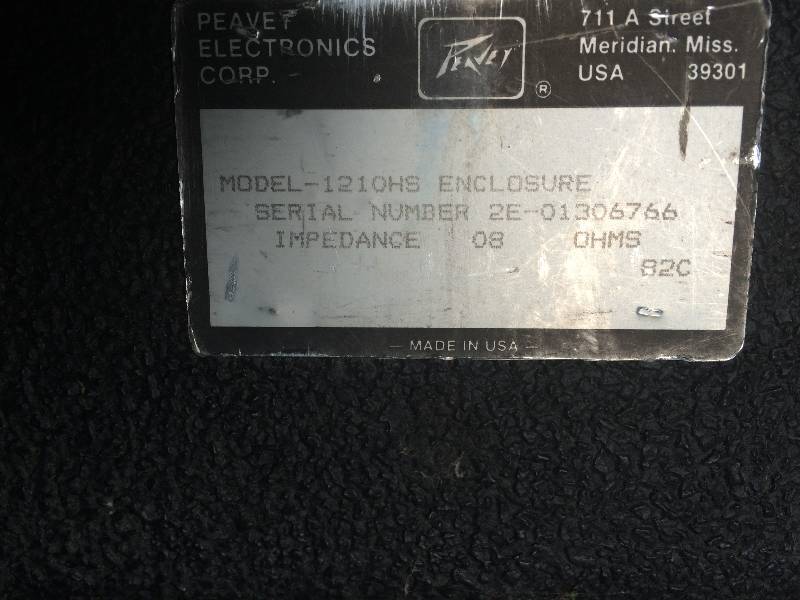 PEAVEY
ELECTRONICS
CORP.
PEAVEY
®
711 A Street
Meridian, Miss.
USA 39301
MODEL-1210HS ENCLOSURE
SERIAL NUMBER 2E-01306766
IMPEDANCE 08 OHMS
82C
— MADE IN USA —